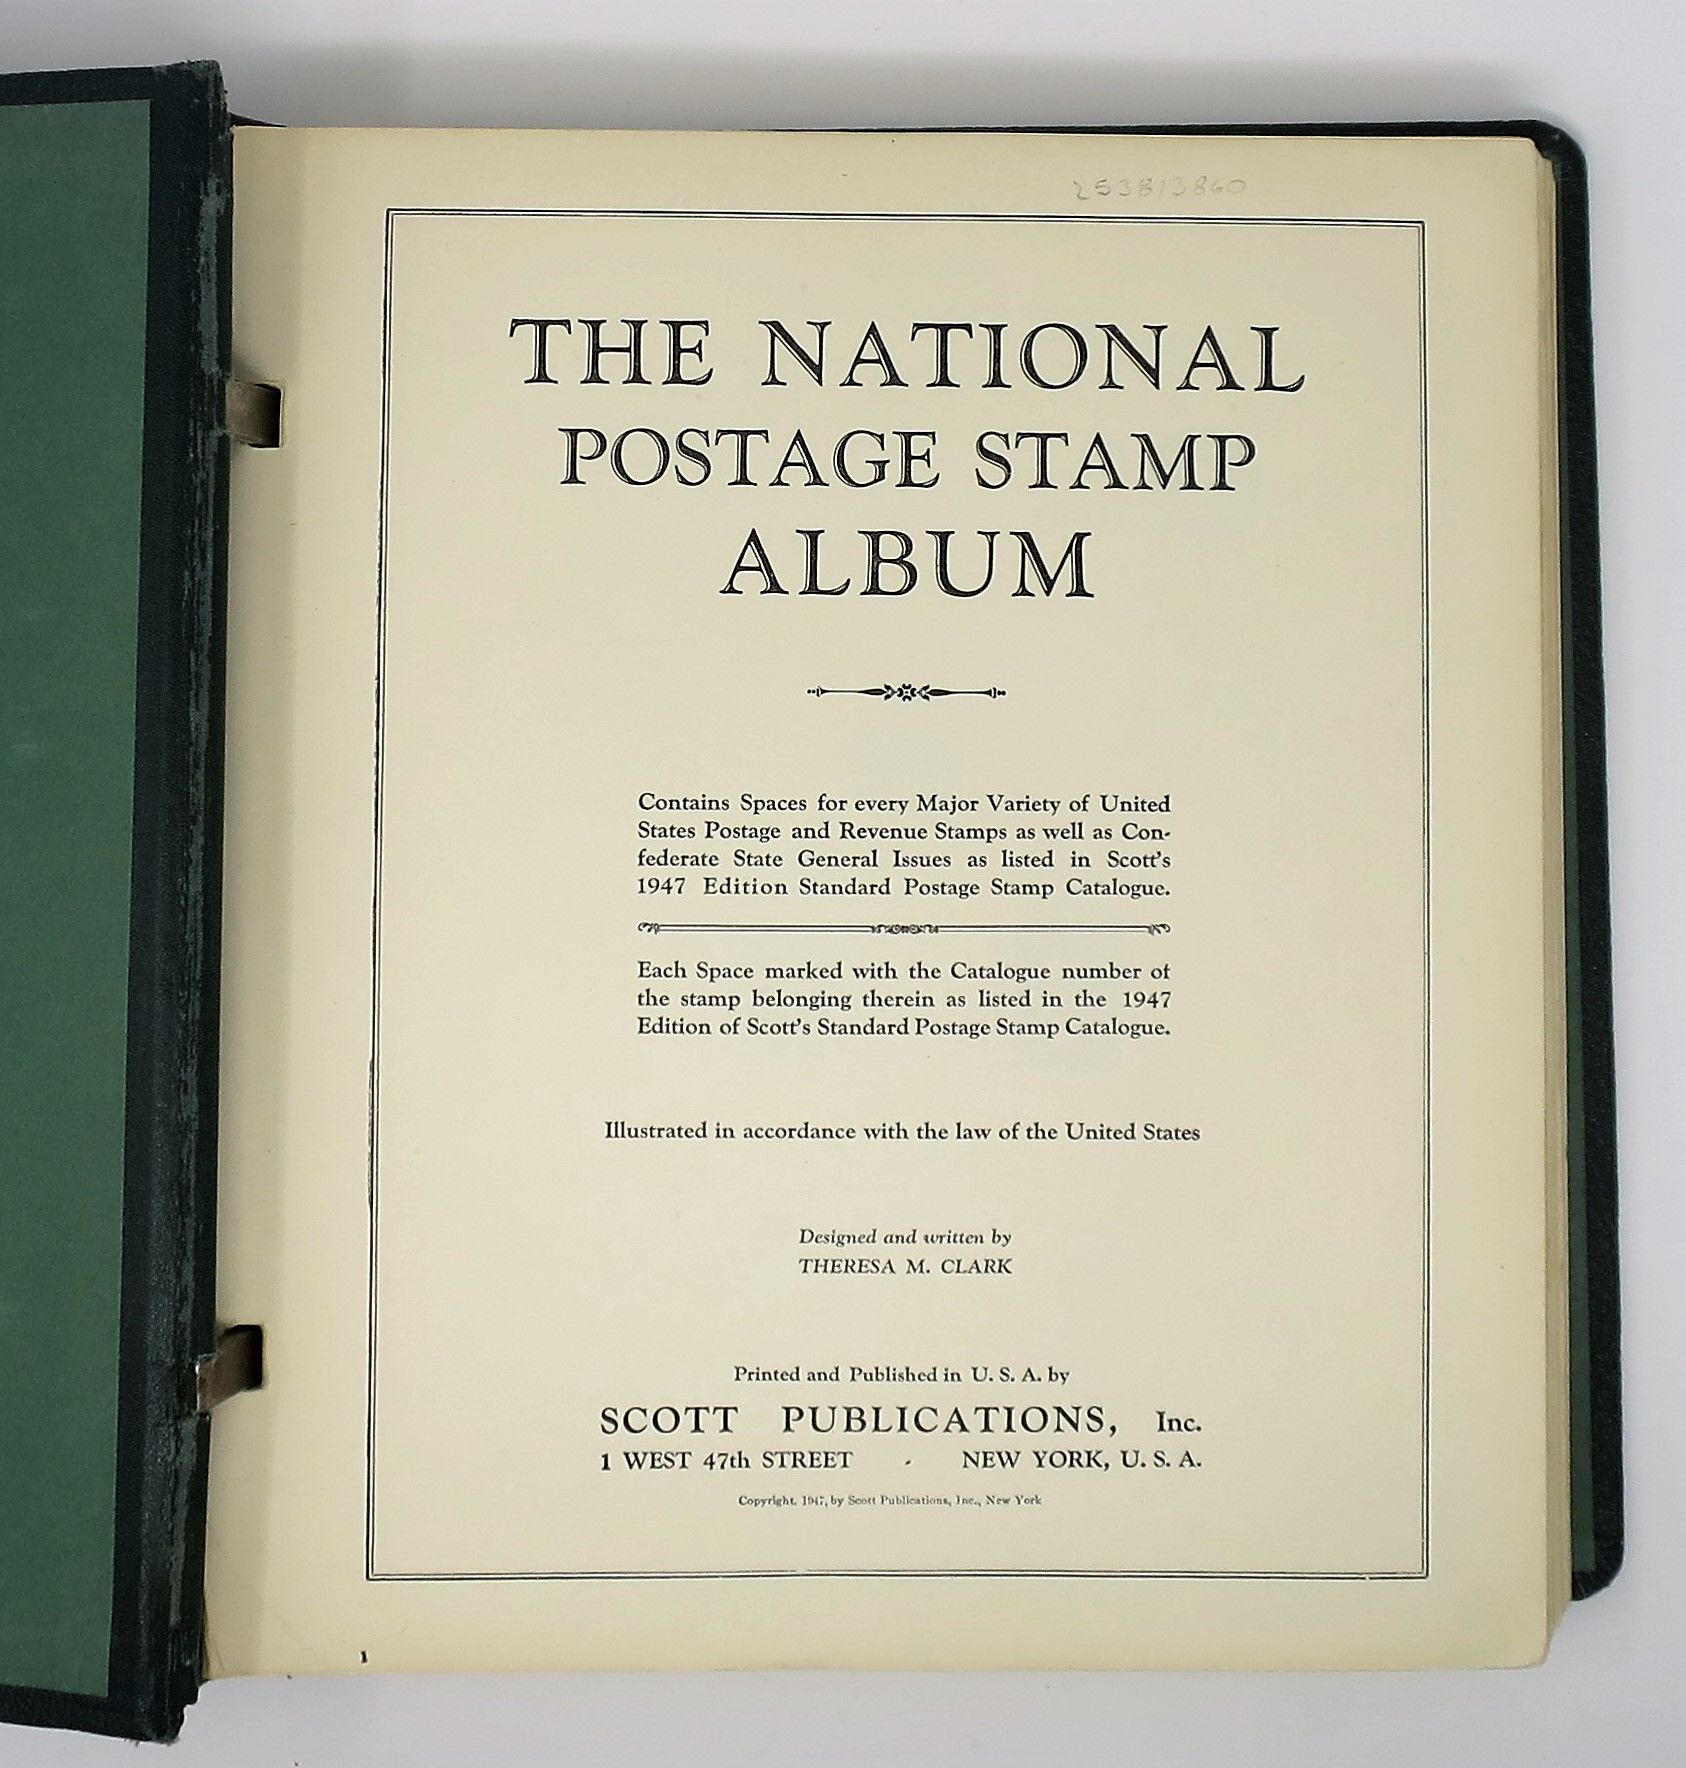 253813860
THE NATIONAL
POSTAGE STAMP
ALBUM
Contains Spaces for every Major Variety of United
States Postage and Revenue Stamps as well as Con-
federate State General Issues as listed in Scott's
1947 Edition Standard Postage Stamp Catalogue.
Each Space marked with the Catalogue number of
the stamp belonging therein as listed in the 1947
Edition of Scott's Standard Postage Stamp Catalogue.
Illustrated in accordance with the law of the United States
Designed and written by
THERESA M. CLARK
Printed and Published in U. S. A. by
SCOTT PUBLICATIONS, Inc.
1 WEST 47th STREET - NEW YORK, U. S. A.
Copyright, 1947, by Scott Publications, Inc., New York
1